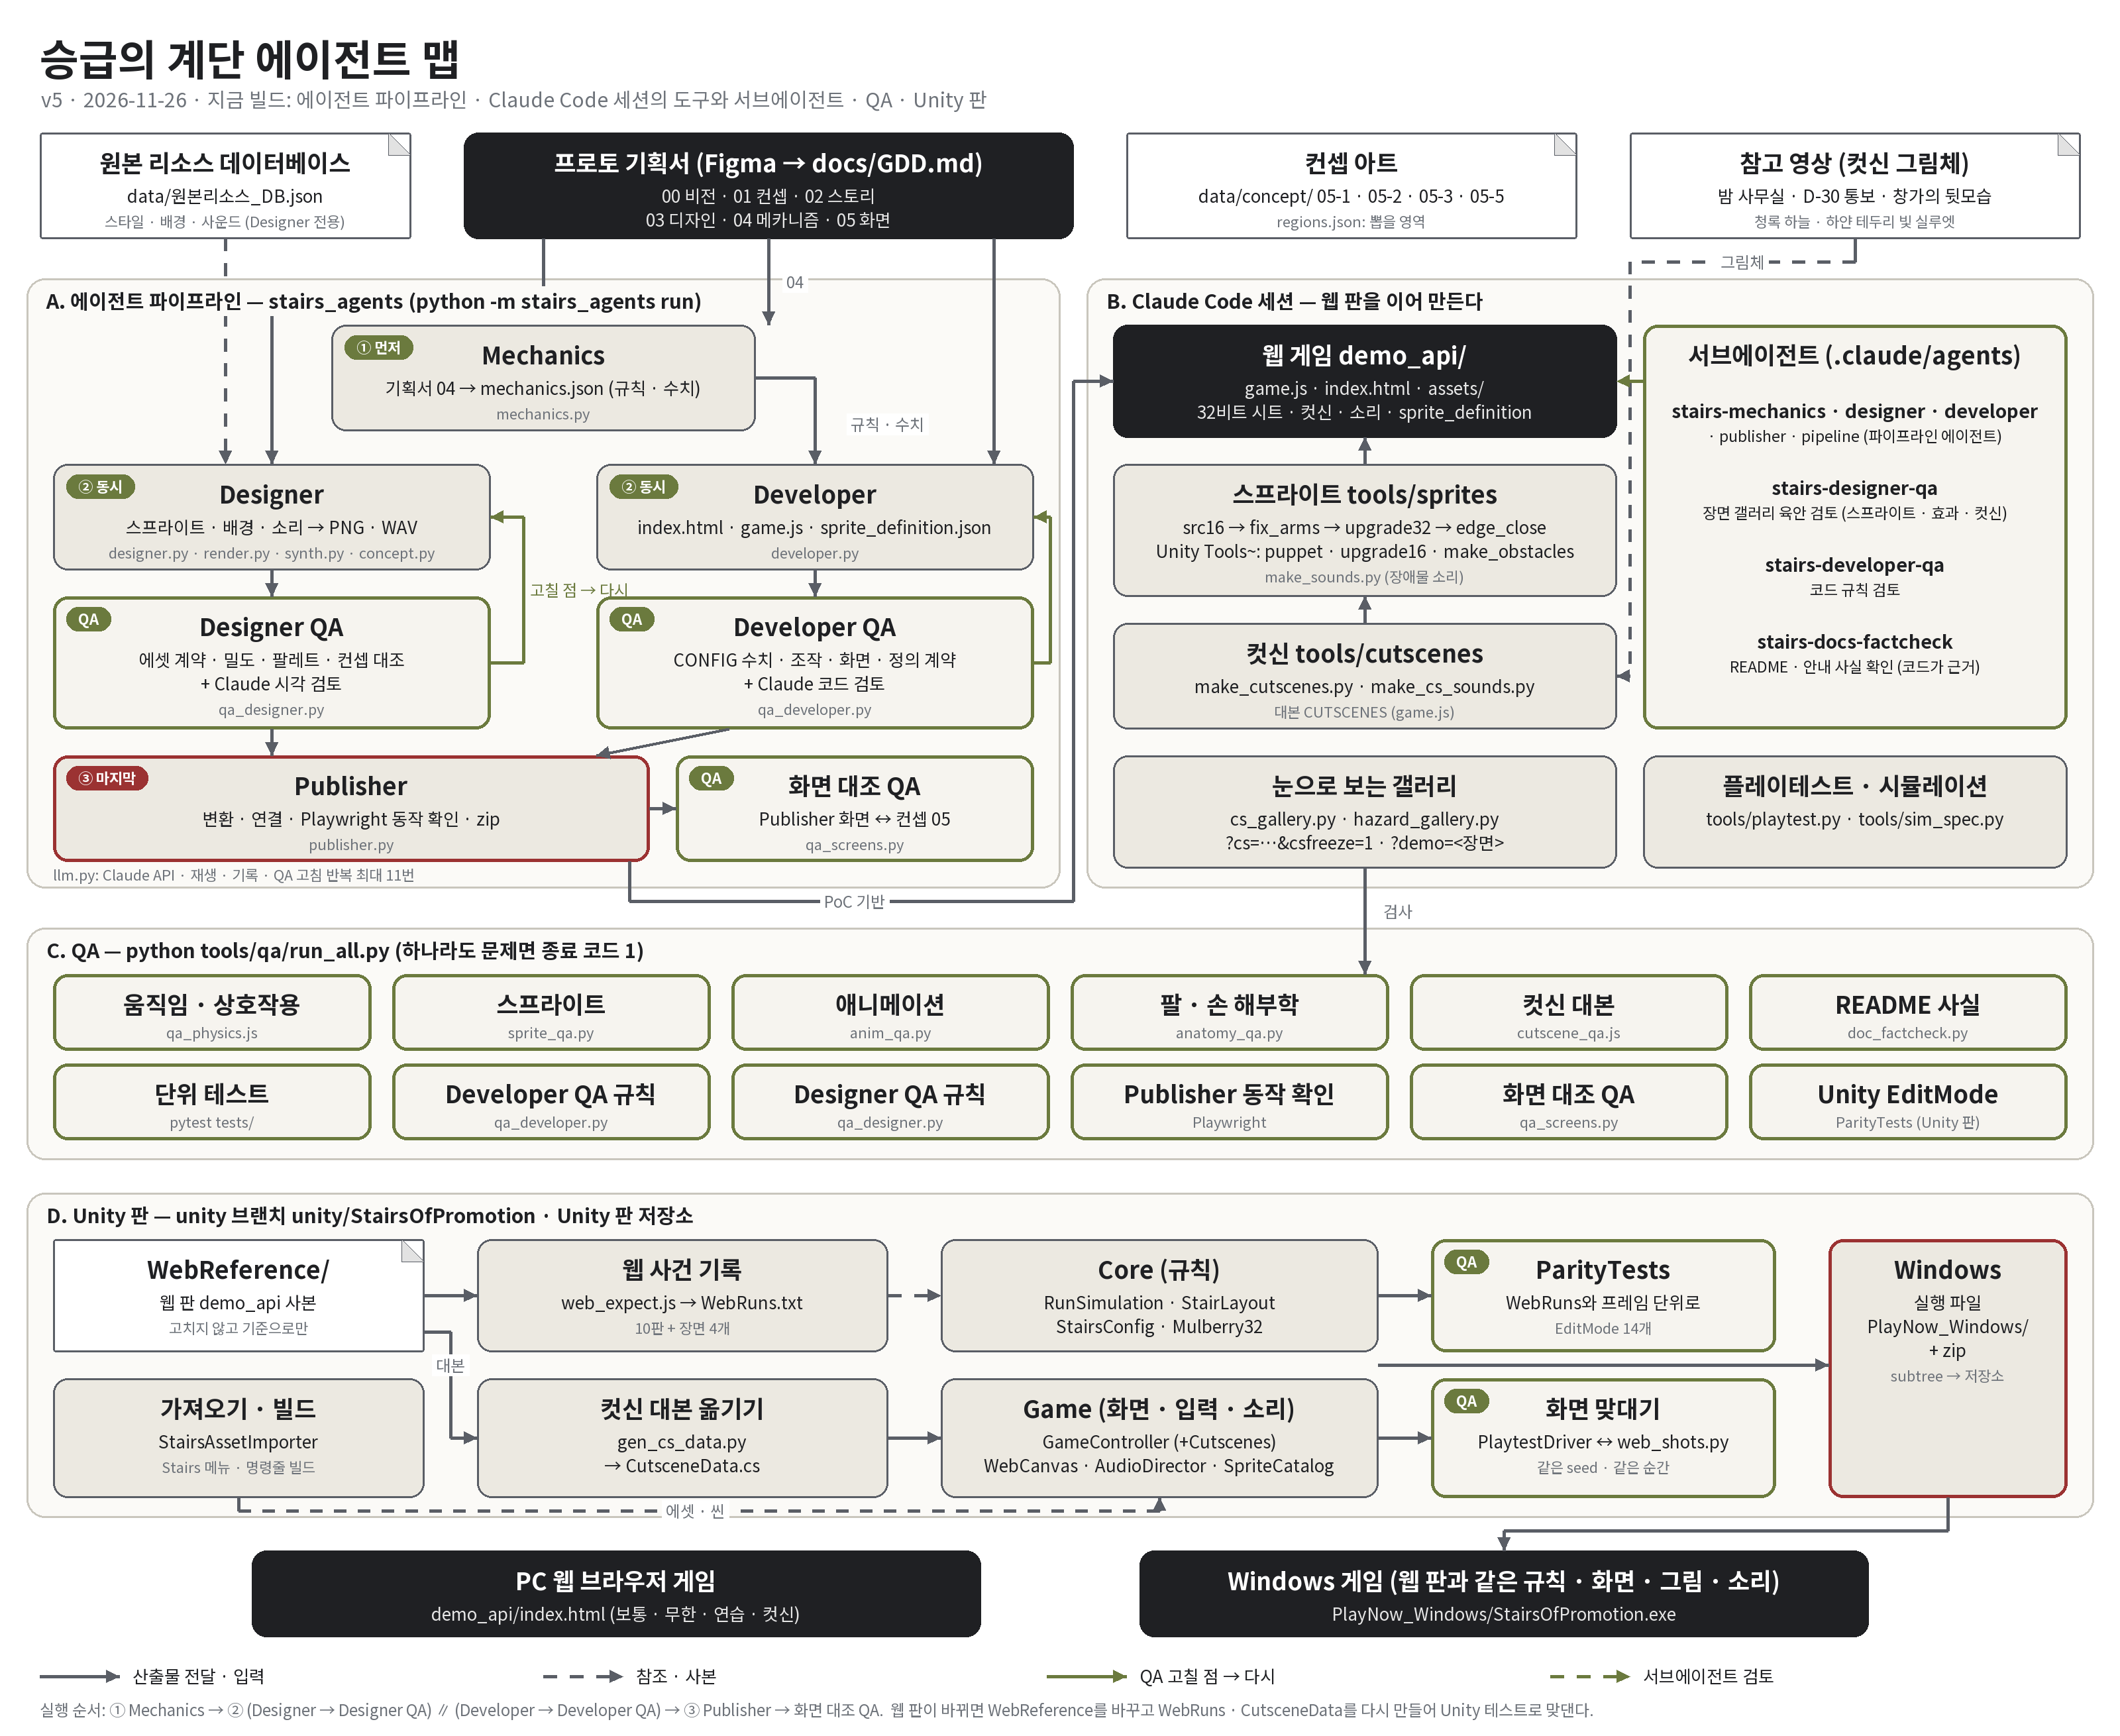 승급의 계단 에이전트 맵
v5 · 2026-11-26 · 지금 빌드: 에이전트 파이프라인 · Claude Code 세션의 도구와 서브에이전트 · QA · Unity 판
원본 리소스 데이터베이스
data/원본리소스_DB.json
스타일 · 배경 · 사운드 (Designer 전용)
프로토 기획서 (Figma → docs/GDD.md)
00 비전 · 01 컨셉 · 02 스토리
03 디자인 · 04 메카니즘 · 05 화면
컨셉 아트
data/concept/ 05-1 · 05-2 · 05-3 · 05-5
regions.json: 뽑을 영역
참고 영상 (컷신 그림체)
밤 사무실 · D-30 통보 · 창가의 뒷모습
청록 하늘 · 하얀 테두리 빛 실루엣
04
그림체
A. 에이전트 파이프라인 — stairs_agents (python -m stairs_agents run)
① 먼저
Mechanics
기획서 04 → mechanics.json (규칙 · 수치)
mechanics.py
규칙 · 수치
② 동시
Designer
스프라이트 · 배경 · 소리 → PNG · WAV
designer.py · render.py · synth.py · concept.py
② 동시
Developer
index.html · game.js · sprite_definition.json
developer.py
고칠 점 → 다시
QA
Designer QA
에셋 계약 · 밀도 · 팔레트 · 컨셉 대조
+ Claude 시각 검토
qa_designer.py
QA
Developer QA
CONFIG 수치 · 조작 · 화면 · 정의 계약
+ Claude 코드 검토
qa_developer.py
③ 마지막
Publisher
변환 · 연결 · Playwright 동작 확인 · zip
publisher.py
QA
화면 대조 QA
Publisher 화면 ↔ 컨셉 05
qa_screens.py
llm.py: Claude API · 재생 · 기록 · QA 고침 반복 최대 11번
PoC 기반
B. Claude Code 세션 — 웹 판을 이어 만든다
웹 게임 demo_api/
game.js · index.html · assets/
32비트 시트 · 컷신 · 소리 · sprite_definition
스프라이트 tools/sprites
src16 → fix_arms → upgrade32 → edge_close
Unity Tools~: puppet · upgrade16 · make_obstacles
make_sounds.py (장애물 소리)
컷신 tools/cutscenes
make_cutscenes.py · make_cs_sounds.py
대본 CUTSCENES (game.js)
눈으로 보는 갤러리
cs_gallery.py · hazard_gallery.py
?cs=⋯&csfreeze=1 · ?demo=<장면>
서브에이전트 (.claude/agents)
stairs-mechanics · designer · developer
· publisher · pipeline (파이프라인 에이전트)
stairs-designer-qa
장면 갤러리 육안 검토 (스프라이트 · 효과 · 컷신)
stairs-developer-qa
코드 규칙 검토
stairs-docs-factcheck
README · 안내 사실 확인 (코드가 근거)
플레이테스트 · 시뮬레이션
tools/playtest.py · tools/sim_spec.py
검사
C. QA — python tools/qa/run_all.py (하나라도 문제면 종료 코드 1)
움직임 · 상호작용
qa_physics.js
스프라이트
sprite_qa.py
애니메이션
anim_qa.py
팔 · 손 해부학
anatomy_qa.py
컷신 대본
cutscene_qa.js
README 사실
doc_factcheck.py
단위 테스트
pytest tests/
Developer QA 규칙
qa_developer.py
Designer QA 규칙
qa_designer.py
Publisher 동작 확인
Playwright
화면 대조 QA
qa_screens.py
Unity EditMode
ParityTests (Unity 판)
D. Unity 판 — unity 브랜치 unity/StairsOfPromotion · Unity 판 저장소
WebReference/
웹 판 demo_api 사본
고치지 않고 기준으로만
웹 사건 기록
web_expect.js → WebRuns.txt
10판 + 장면 4개
Core (규칙)
RunSimulation · StairLayout
StairsConfig · Mulberry32
QA
ParityTests
WebRuns와 프레임 단위로
EditMode 14개
Windows
실행 파일
PlayNow_Windows/
+ zip
subtree → 저장소
대본
가져오기 · 빌드
StairsAssetImporter
Stairs 메뉴 · 명령줄 빌드
컷신 대본 옮기기
gen_cs_data.py
→ CutsceneData.cs
Game (화면 · 입력 · 소리)
GameController (+Cutscenes)
WebCanvas · AudioDirector · SpriteCatalog
QA
화면 맞대기
PlaytestDriver ↔ web_shots.py
같은 seed · 같은 순간
에셋 · 씬
PC 웹 브라우저 게임
demo_api/index.html (보통 · 무한 · 연습 · 컷신)
Windows 게임 (웹 판과 같은 규칙 · 화면 · 그림 · 소리)
PlayNow_Windows/StairsOfPromotion.exe
산출물 전달 · 입력
참조 · 사본
QA 고칠 점 → 다시
서브에이전트 검토
실행 순서: ① Mechanics → ② (Designer → Designer QA) ∥ (Developer → Developer QA) → ③ Publisher → 화면 대조 QA. 웹 판이 바뀌면 WebReference를 바꾸고 WebRuns · CutsceneData를 다시 만들어 Unity 테스트로 맞댄다.